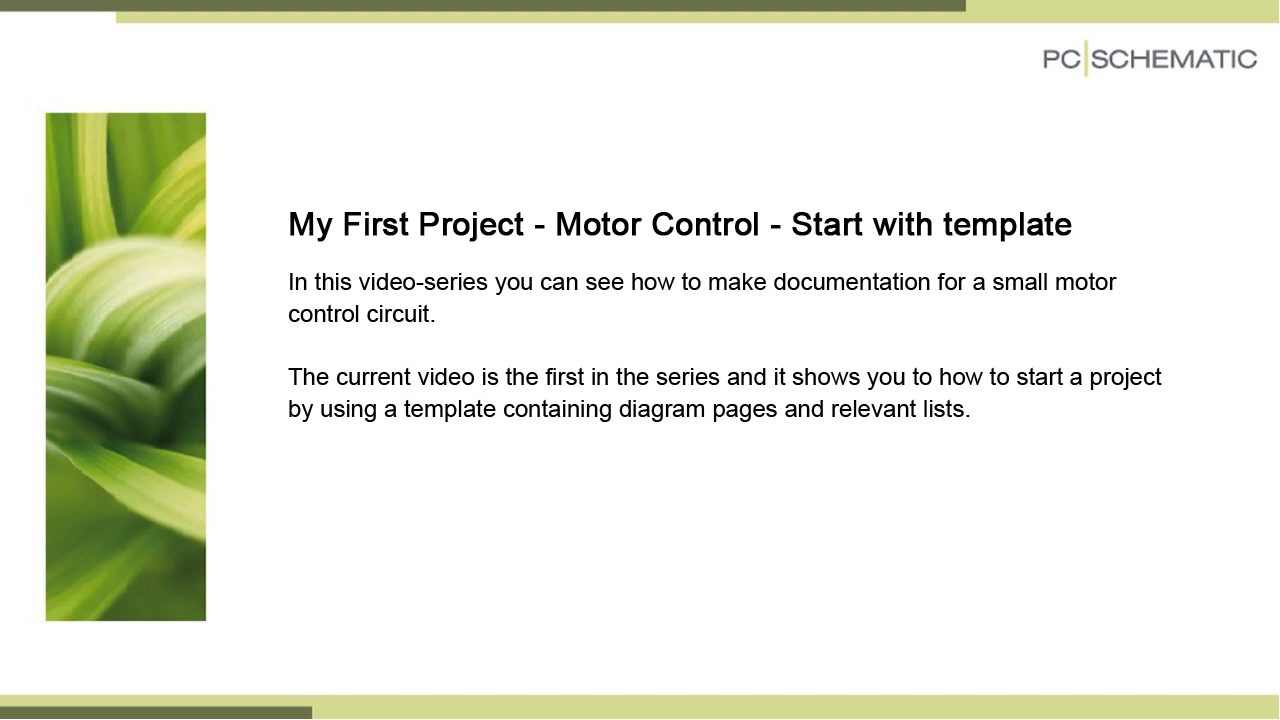 PC|SCHEMATIC
My First Project - Motor Control - Start with template
In this video-series you can see how to make documentation for a small motor
control circuit.
The current video is the first in the series and it shows you to how to start a project
by using a template containing diagram pages and relevant lists.